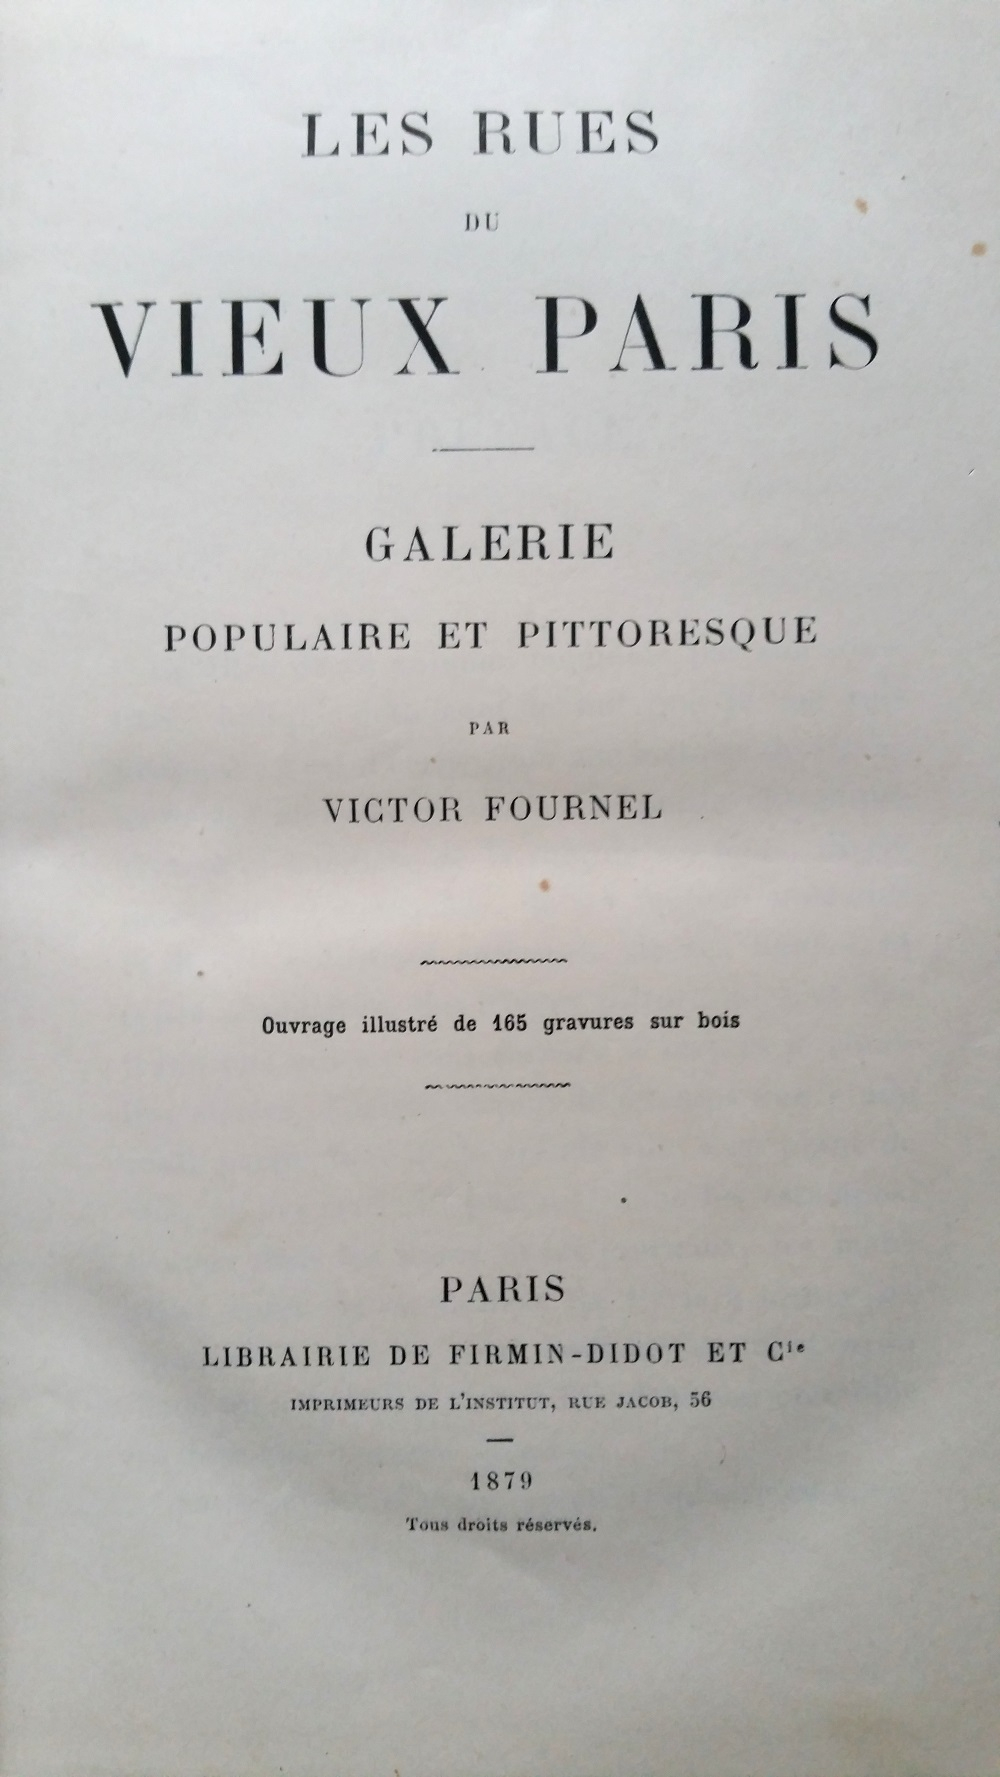 LES RUES
DU
VIEUX PARIS
GALERIE
POPULAIRE ET PITTORESQUE
PAR
VICTOR FOURNEL
Ouvrage illustré de 165 gravures sur bois
PARIS
LIBRAIRIE DE FIRMIN-DIDOT ET Cie
IMPRIMEURS DE L'INSTITUT, RUE JACOB, 56
1879
Tous droits réservés.